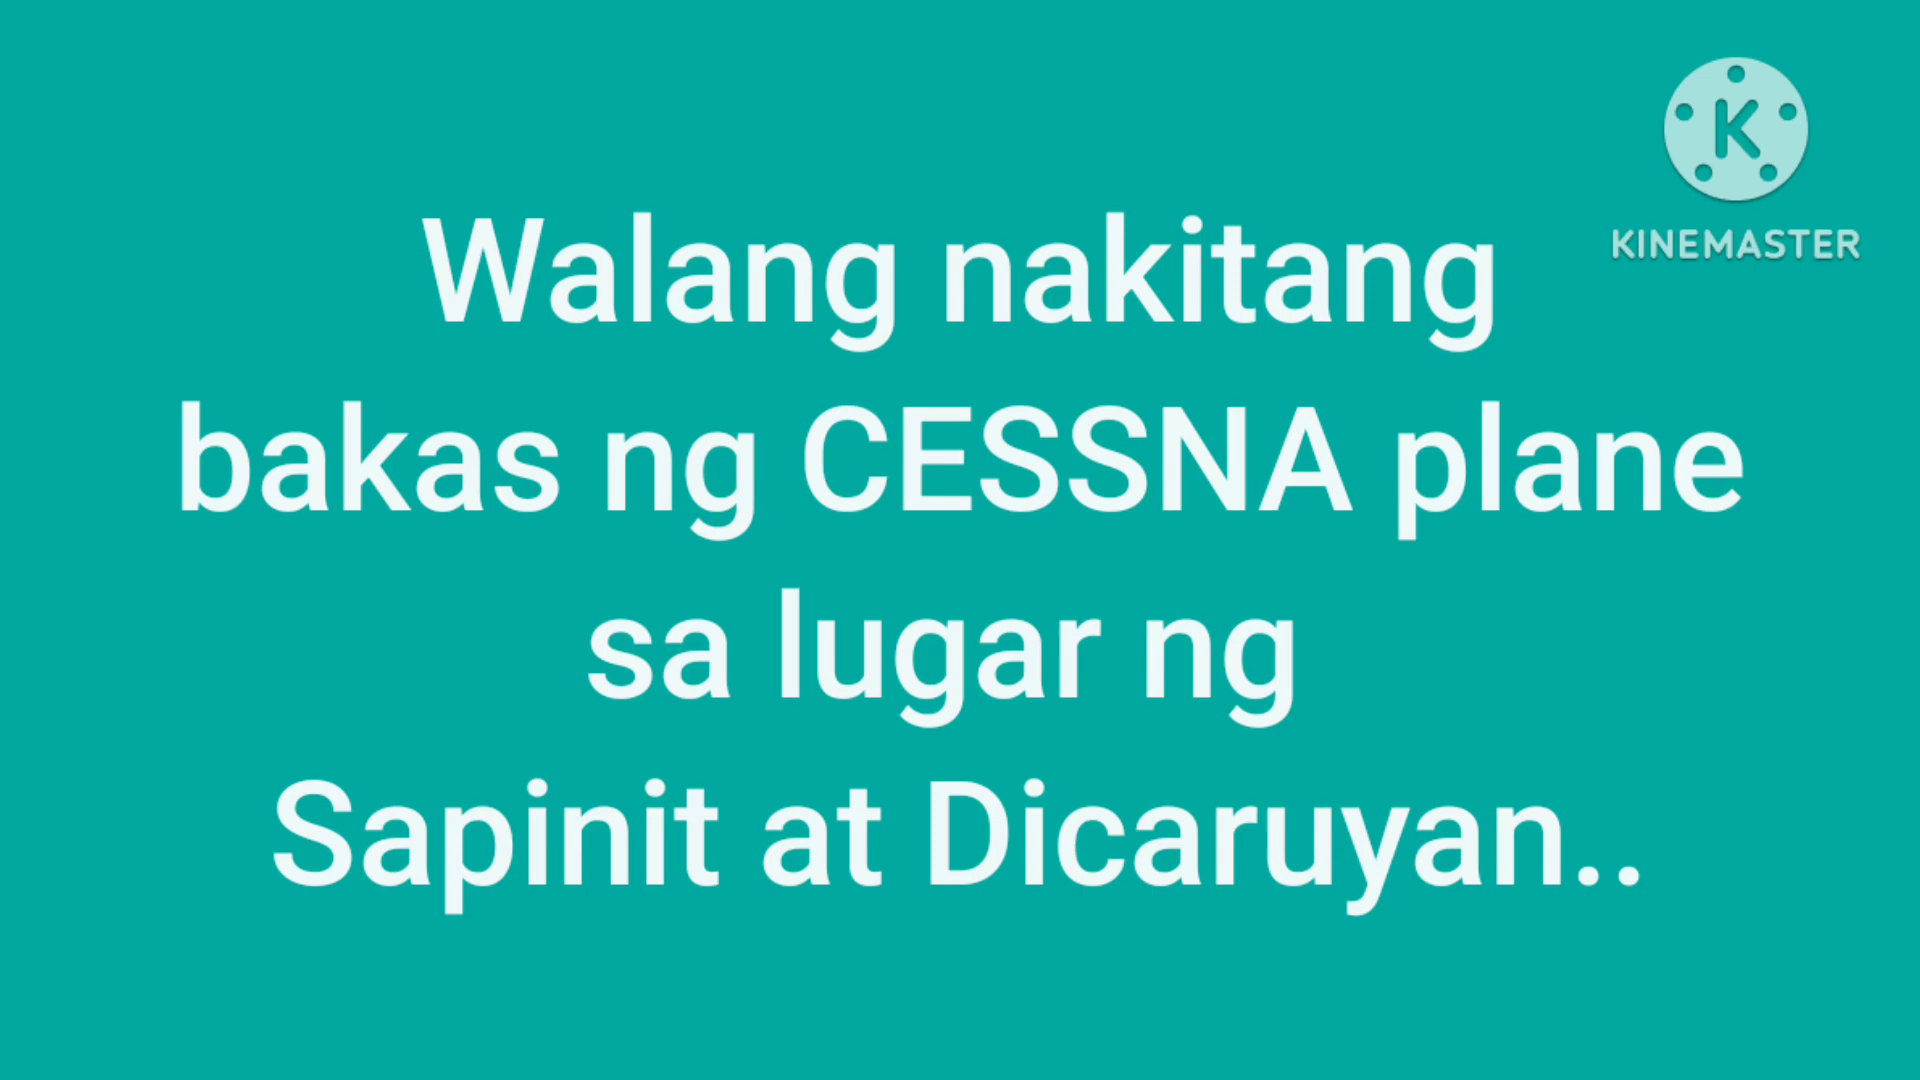 K
KINEMASTER
Walang nakitang
bakas ng CESSNA plane
sa lugar ng
Sapinit at Dicaruyan..